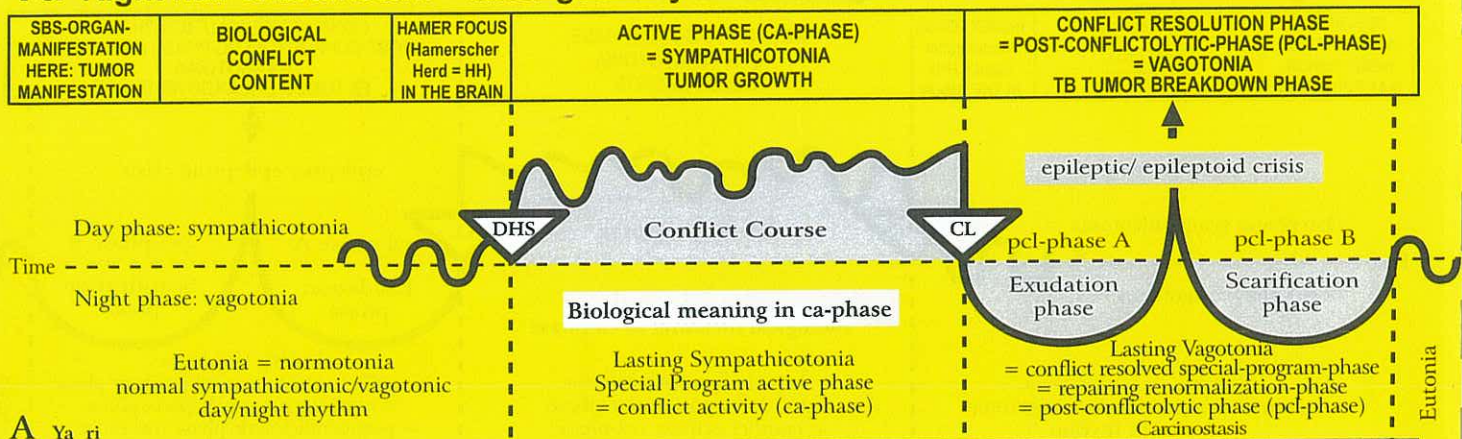 SBS-ORGAN-
MANIFESTATION
HERE: TUMOR
MANIFESTATION
BIOLOGICAL
CONFLICT
CONTENT
HAMER FOCUS
(Hamerscher
Herd = HH)
IN THE BRAIN
ACTIVE PHASE (CA-PHASE)
= SYMPATHICOTONIA
TUMOR GROWTH
CONFLICT RESOLUTION PHASE
= POST-CONFLICTOLYTIC-PHASE (PCL-PHASE)
= VAGOTONIA
TB TUMOR BREAKDOWN PHASE
epileptic/ epileptoid crisis
Day phase: sympathicotonia
DHS
Conflict Course
CL
pcl-phase A
pcl-phase B
Time
Night phase: vagotonia
Exudation
phase
Scarification
phase
Biological meaning in ca-phase
Eutonia = normotonia
normal sympathicotonic/vagotonic
day/night rhythm
Lasting Sympathicotonia
Special Program active phase
= conflict activity (ca-phase)
Lasting Vagotonia
= conflict resolved special-program-phase
= repairing renormalization-phase
= post-conflictolytic phase (pcl-phase)
Carcinostasis
Eutonia
A Ya ri